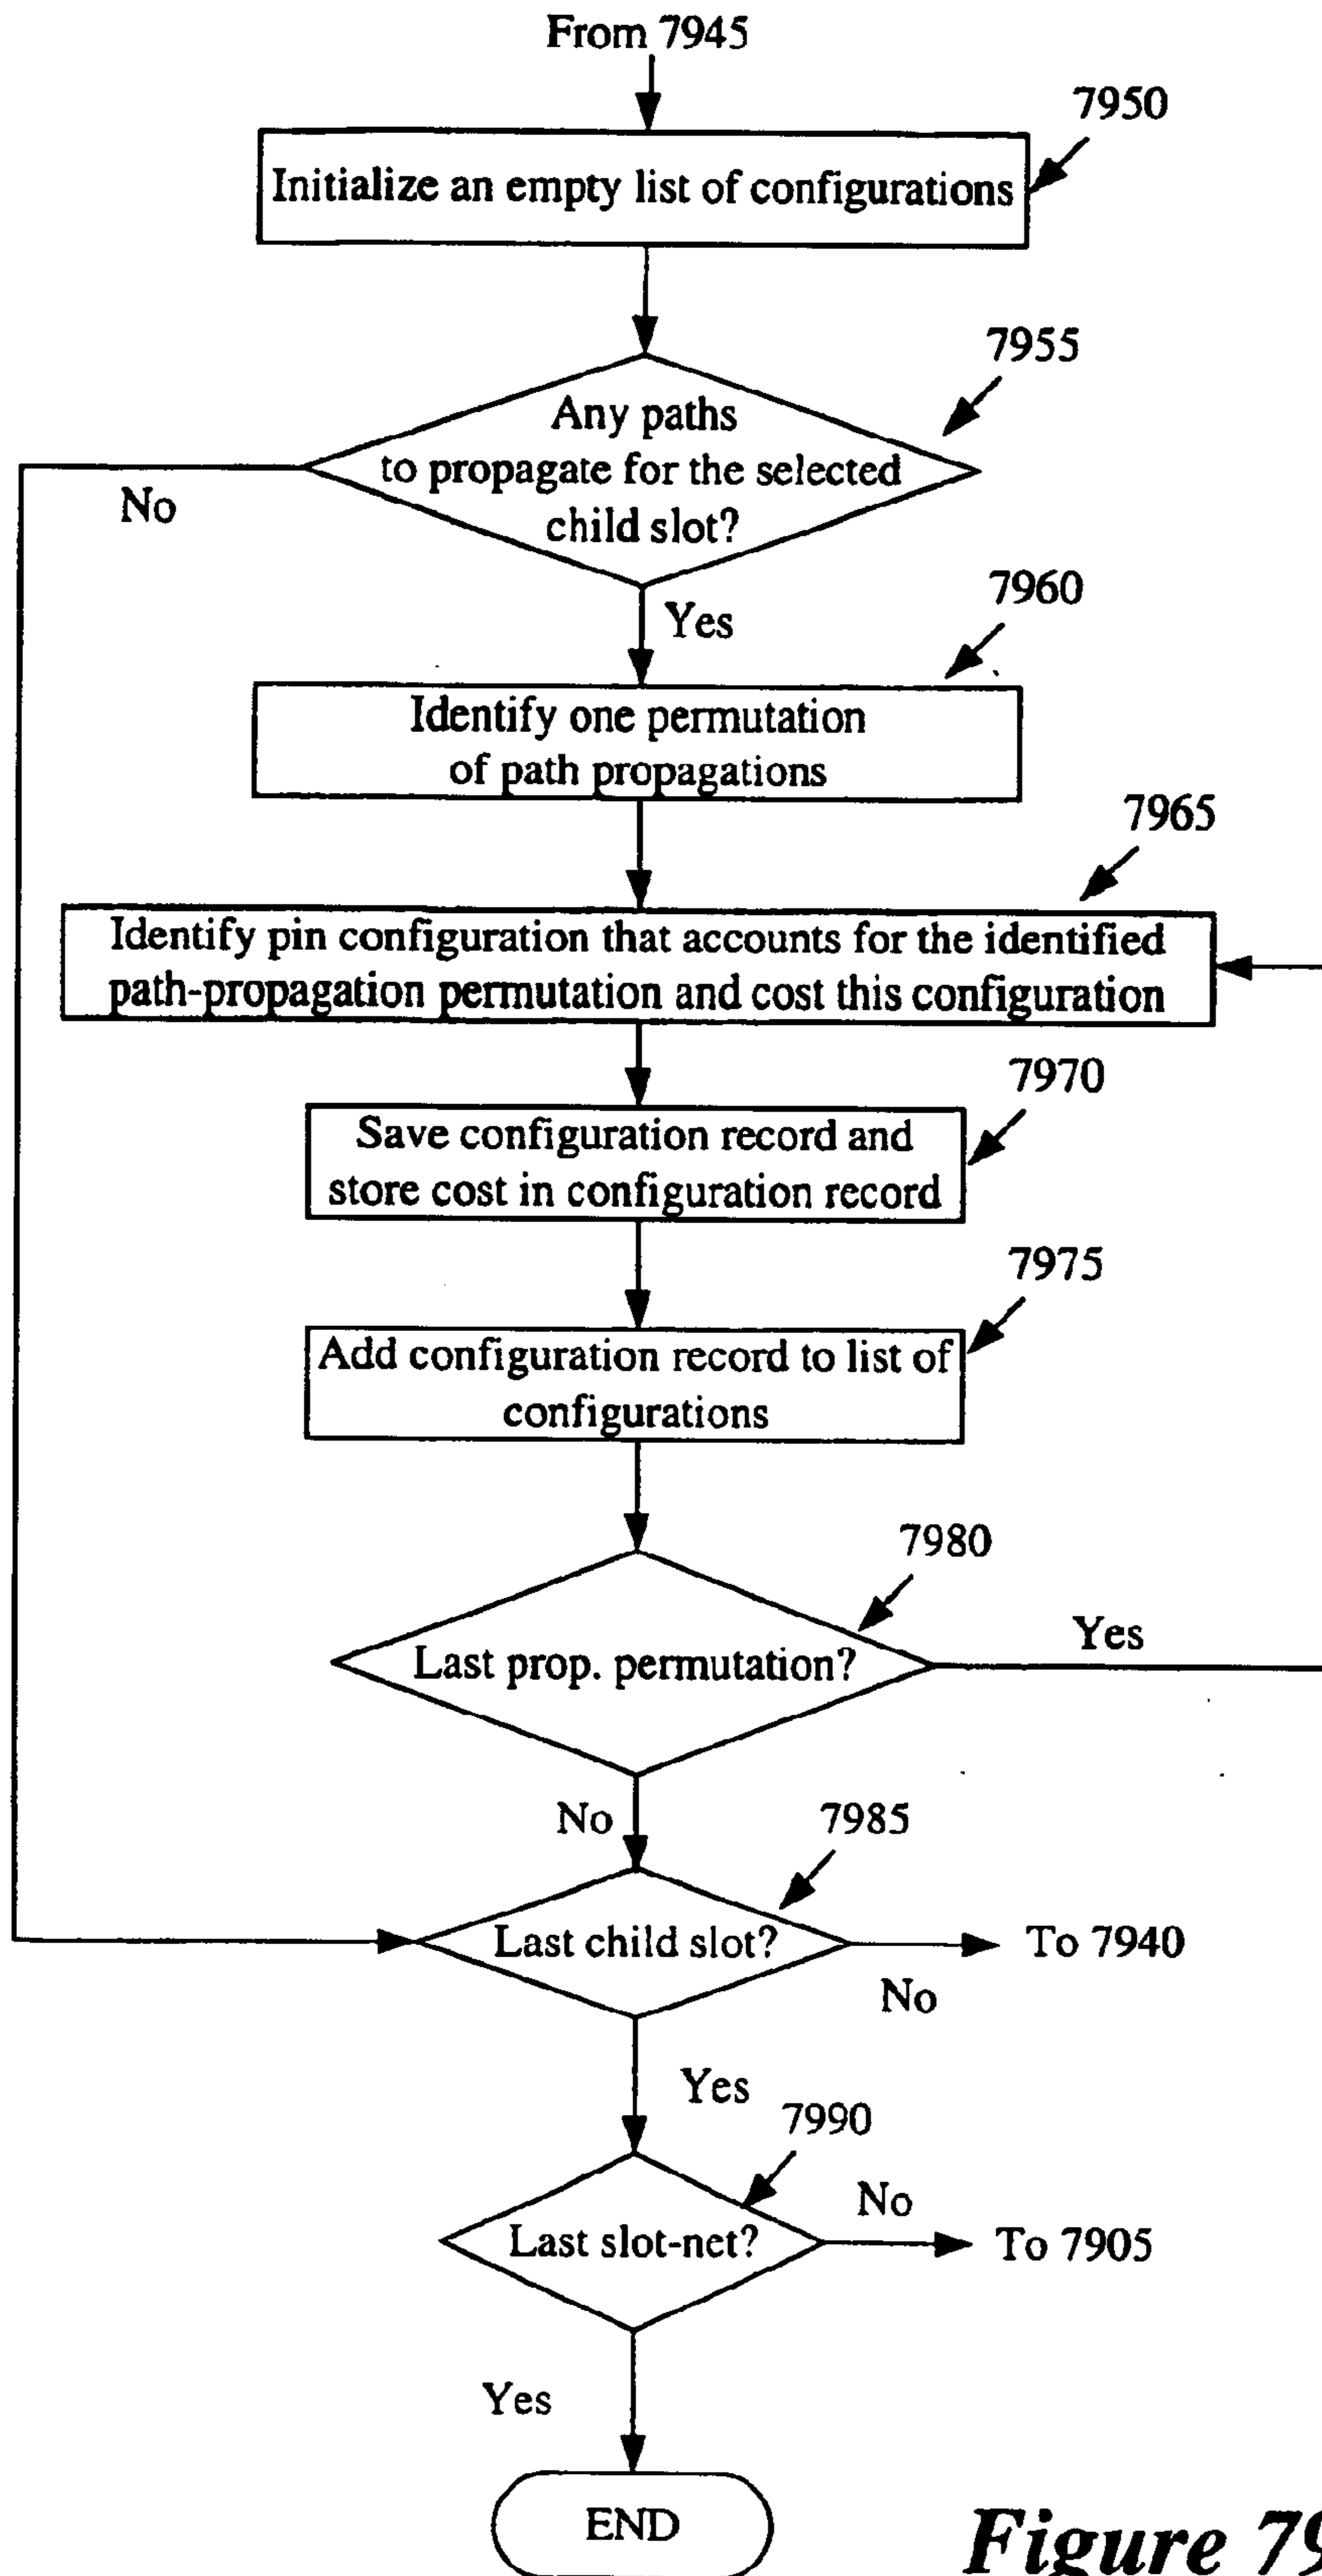 From 7945
7950
Initialize an empty list of configurations
7955
Any paths
to propagate for the selected
child slot?
No
7960
Yes
Identify one permutation
of path propagations
7965
Identify pin configuration that accounts for the identified
path-propagation permutation and cost this configuration
7970
Save configuration record and
store cost in configuration record
7975
Add configuration record to list of
configurations
7980
Yes
Last prop. permutation?
No
7985
Last child slot?
To 7940
No
Yes
7990
No
Last slot-net?
To 7905
Yes
END
Figure 79